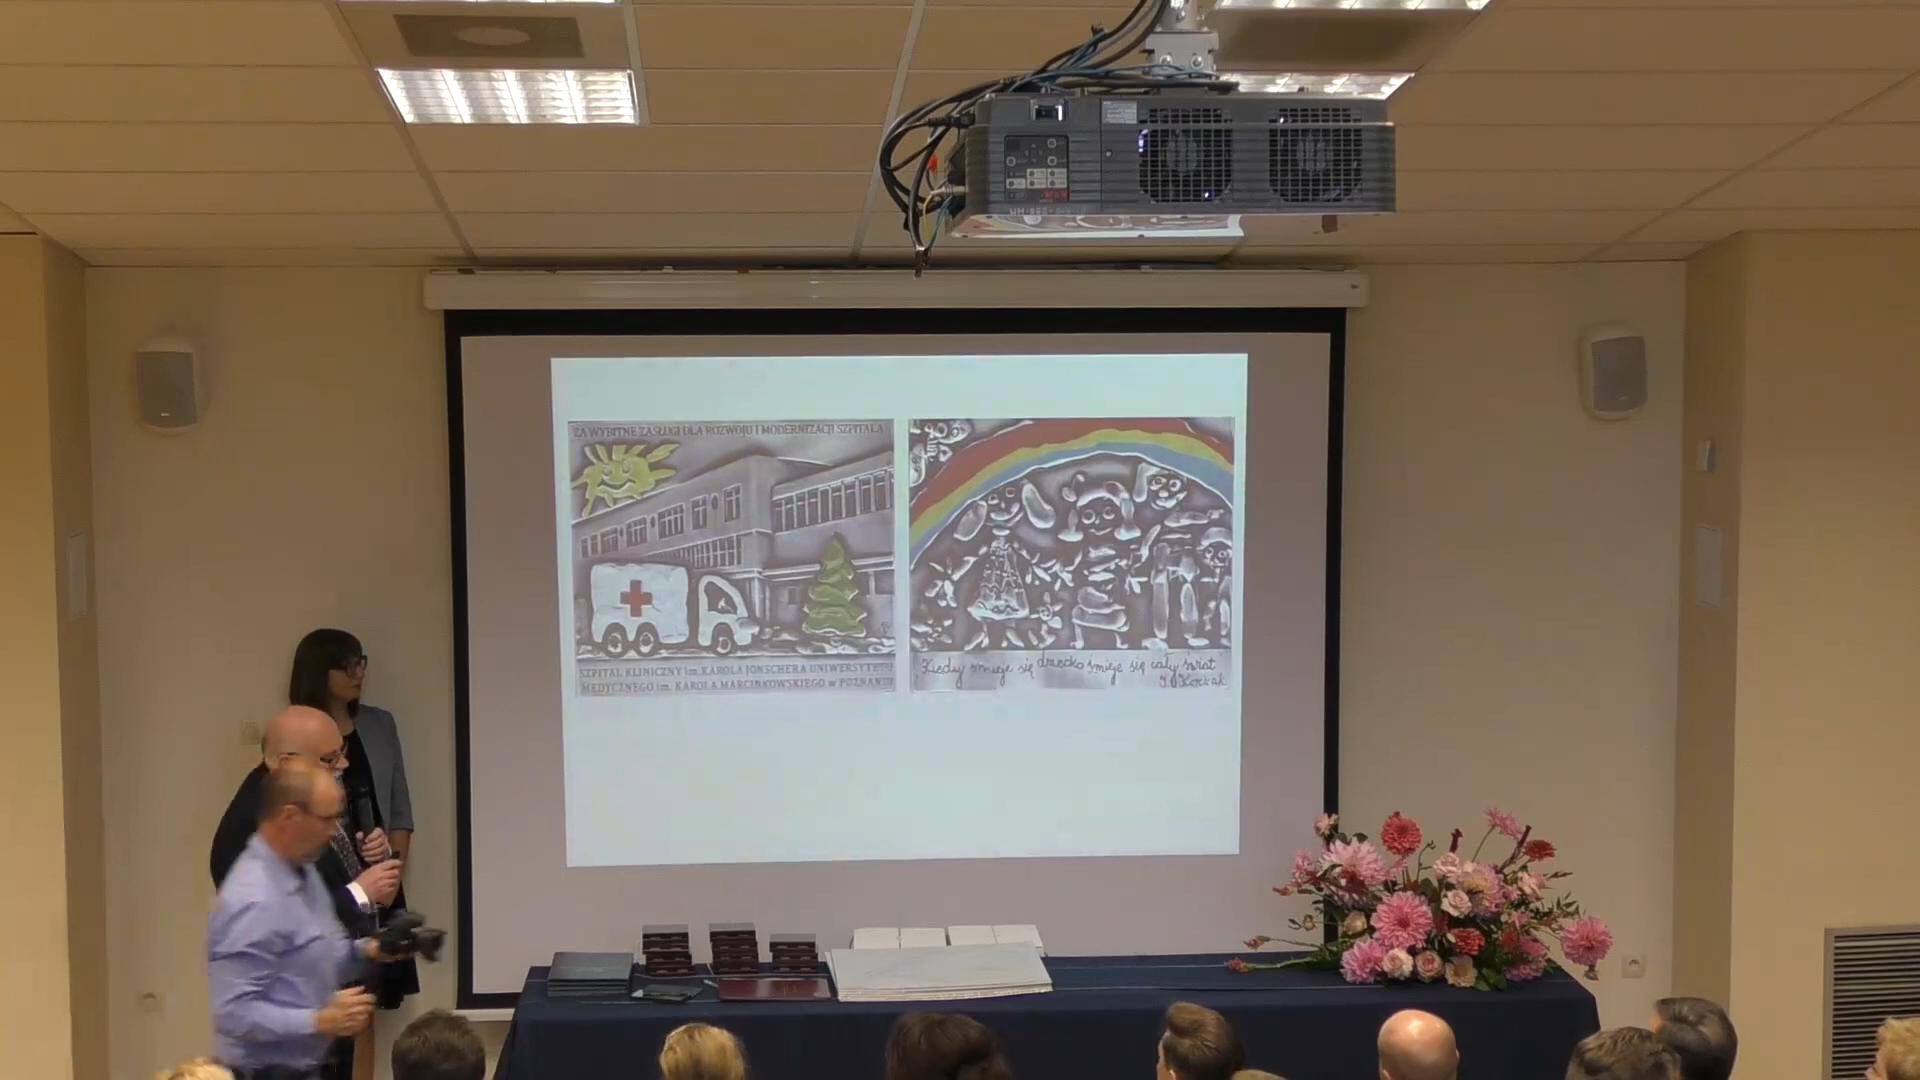 ZA WYBITNE ZASŁUGI DLA ROZWOJU I MODERNIZACJI SZPITALA
SZPITAL KLINICZNY im. KAROLA JONSCHERA UNIWERSYTETU
MEDYCZNEGO im. KAROLA MARCINKOWSKIEGO w POZNANIU
Kiedy śmieje się dziecko śmieje się cały świat
J. Korczak